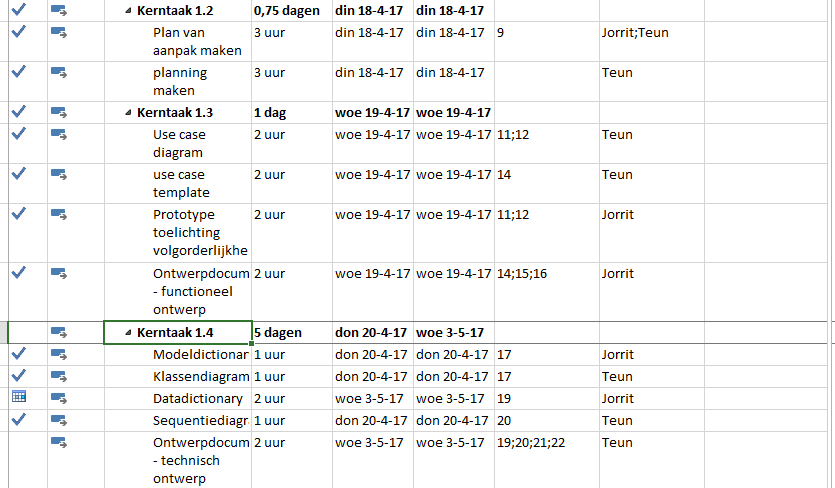 Kerntaak 1.2 0,75 dagen din 18-4-17 din 18-4-17
Plan van 3 uur din 18-4-17 din 18-4-17 9 Jorrit;Teun
aanpak maken
planning 3 uur din 18-4-17 din 18-4-17 Teun
maken
Kerntaak 1.3 1 dag woe 19-4-17 woe 19-4-17
Use case 2 uur woe 19-4-17 woe 19-4-17 11;12 Teun
diagram
use case 2 uur woe 19-4-17 woe 19-4-17 14 Teun
template
Prototype 2 uur woe 19-4-17 woe 19-4-17 11;12 Jorrit
toelichting
volgorderlijkhe
Ontwerpdocum 2 uur woe 19-4-17 woe 19-4-17 14;15;16 Jorrit
- functioneel
ontwerp
Kerntaak 1.4 5 dagen don 20-4-17 woe 3-5-17
Modeldictionar 1 uur don 20-4-17 don 20-4-17 17 Jorrit
Klassendiagram 1 uur don 20-4-17 don 20-4-17 17 Teun
Datadictionary 2 uur woe 3-5-17 woe 3-5-17 19 Jorrit
Sequentiediagr 1 uur don 20-4-17 don 20-4-17 20 Teun
Ontwerpdocum 2 uur woe 3-5-17 woe 3-5-17 19;20;21;22 Teun
- technisch
ontwerp